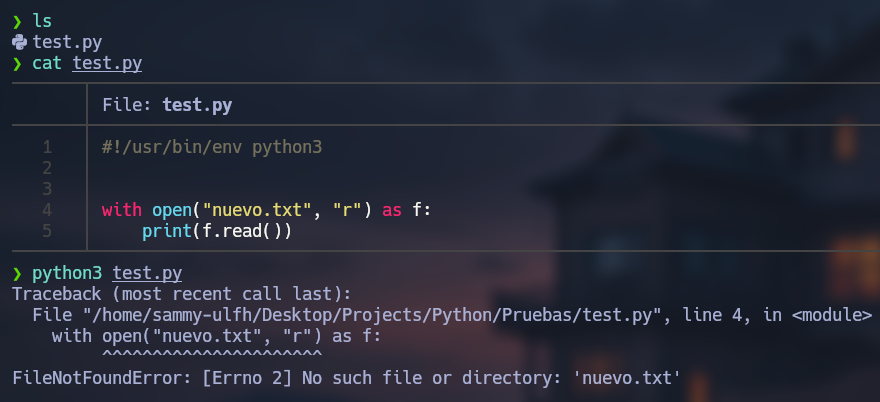 ❯ ls
test.py
❯ cat test.py
File: test.py
1 #!/usr/bin/env python3
2
3
4 with open("nuevo.txt", "r") as f:
5     print(f.read())
❯ python3 test.py
Traceback (most recent call last):
  File "/home/sammy-ulfh/Desktop/Projects/Python/Pruebas/test.py", line 4, in <module>
    with open("nuevo.txt", "r") as f:
         ^^^^^^^^^^^^^^^^^^^^^^
FileNotFoundError: [Errno 2] No such file or directory: 'nuevo.txt'